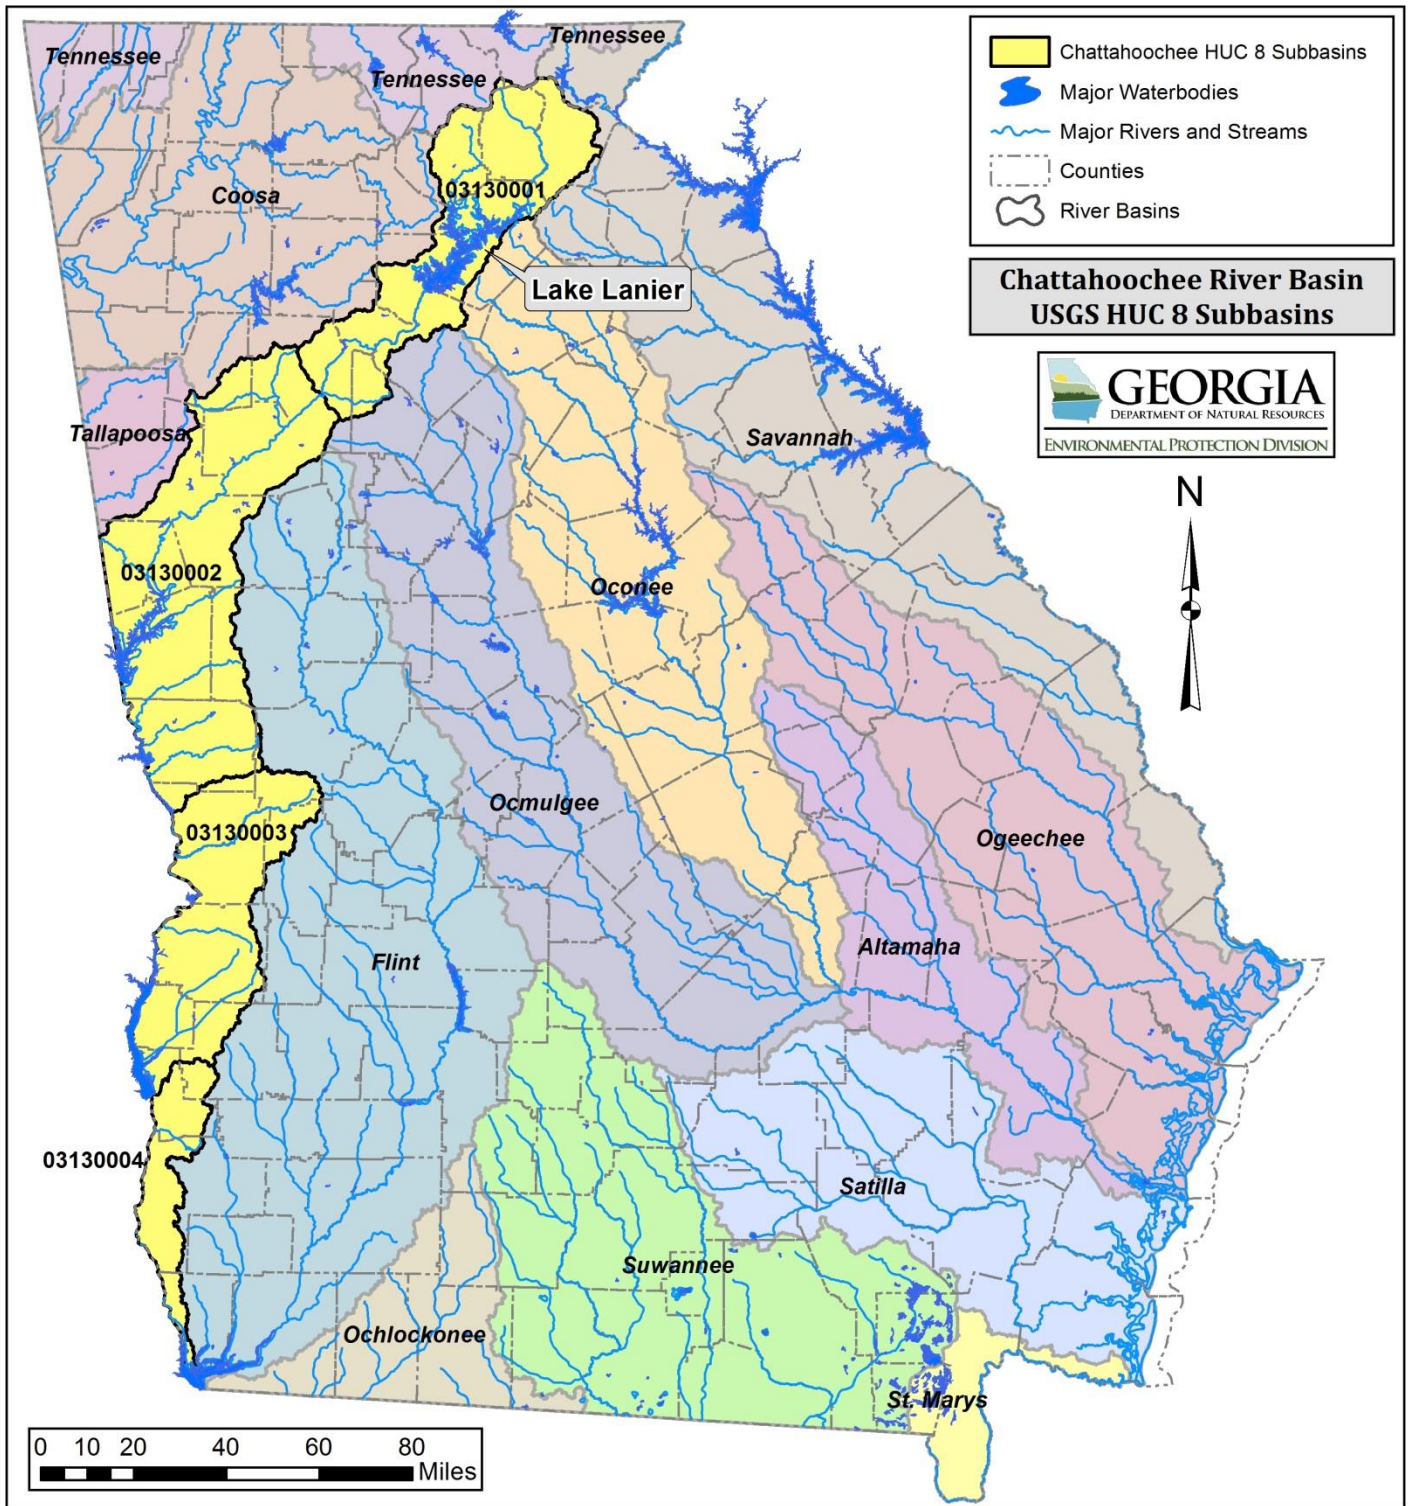 Tennessee
Tennessee
Tennessee
Chattahoochee HUC 8 Subbasins
Major Waterbodies
Major Rivers and Streams
Counties
River Basins
Chattahoochee River Basin
USGS HUC 8 Subbasins
GEORGIA
DEPARTMENT OF NATURAL RESOURCES
ENVIRONMENTAL PROTECTION DIVISION
N
Coosa
03130001
Lake Lanier
Tallapoosa
Savannah
03130002
Oconee
Ocmulgee
03130003
Ogeechee
Flint
Altamaha
03130004
Satilla
Suwannee
Ochlockonee
St. Marys
0 10 20 40 60 80
Miles